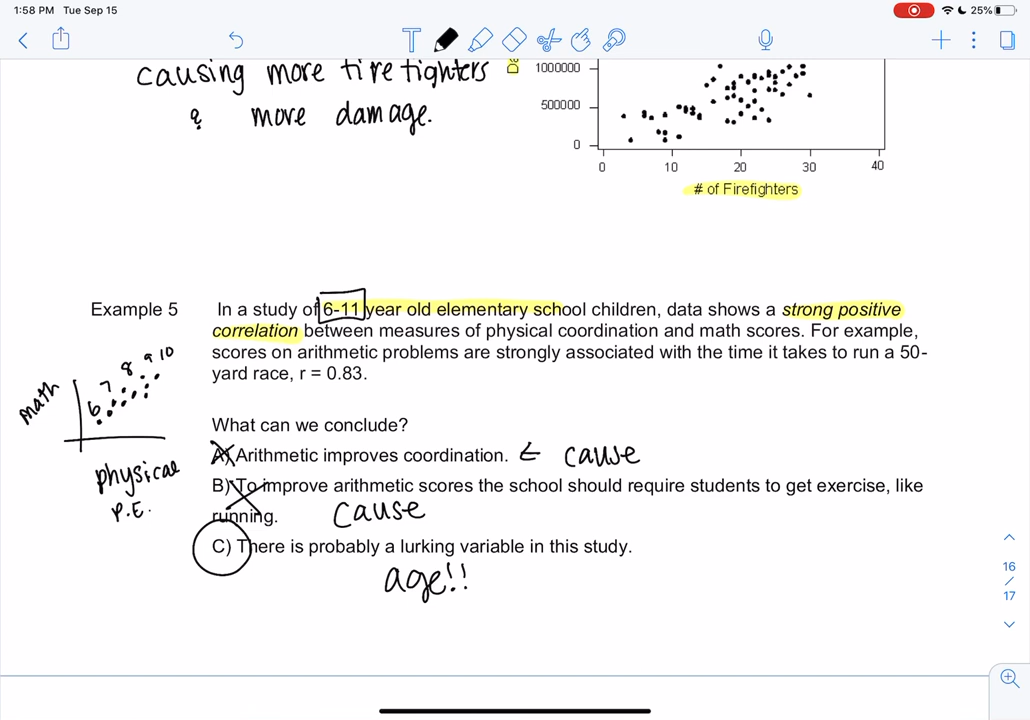 1:58 PM Tue Sep 15
25%
T
causing more firefighters
& more damage.
1000000
500000
0
0 10 20 30 40
# of Firefighters
Example 5 In a study of 6-11 year old elementary school children, data shows a strong positive
correlation between measures of physical coordination and math scores. For example,
scores on arithmetic problems are strongly associated with the time it takes to run a 50-
yard race, r = 0.83.
6 7 8 9 10
math
physical
P.E.
What can we conclude?
A) Arithmetic improves coordination. ← cause
B) To improve arithmetic scores the school should require students to get exercise, like
running. cause
C) There is probably a lurking variable in this study.
age!!
16
/
17